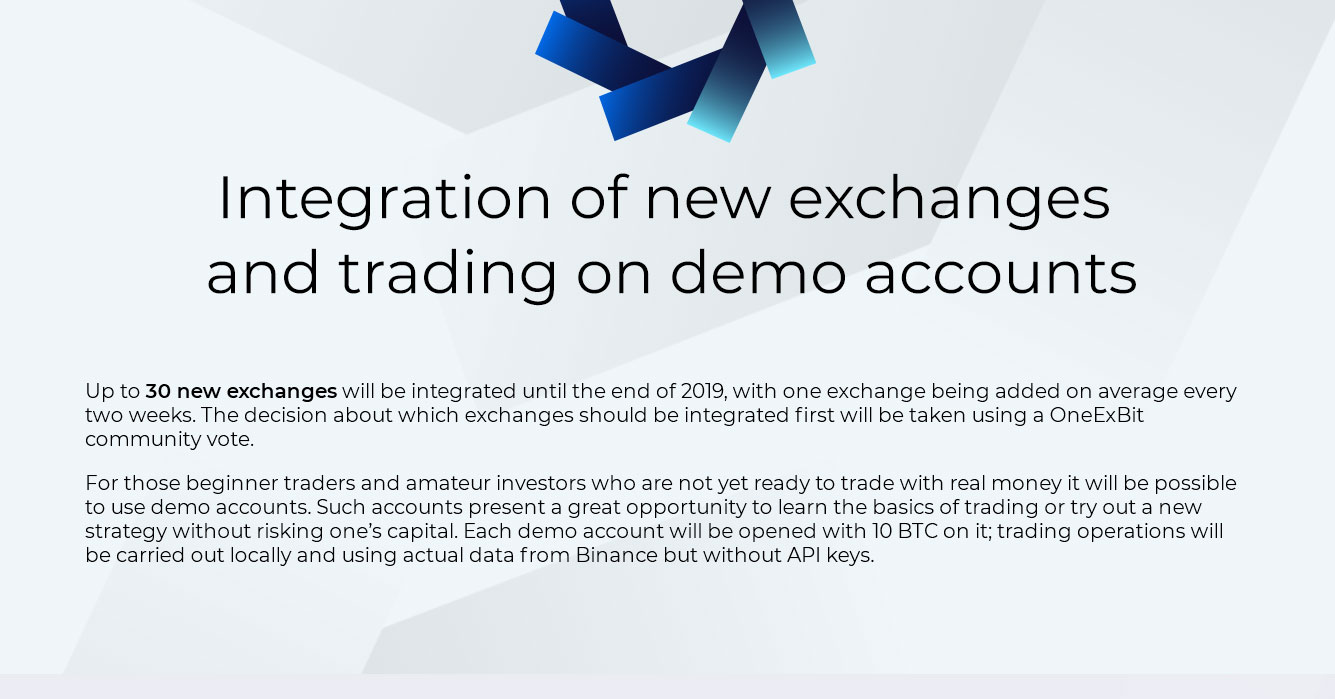 Integration of new exchanges
and trading on demo accounts
Up to 30 new exchanges will be integrated until the end of 2019, with one exchange being added on average every
two weeks. The decision about which exchanges should be integrated first will be taken using a OneExBit
community vote.
For those beginner traders and amateur investors who are not yet ready to trade with real money it will be possible
to use demo accounts. Such accounts present a great opportunity to learn the basics of trading or try out a new
strategy without risking one’s capital. Each demo account will be opened with 10 BTC on it; trading operations will
be carried out locally and using actual data from Binance but without API keys.